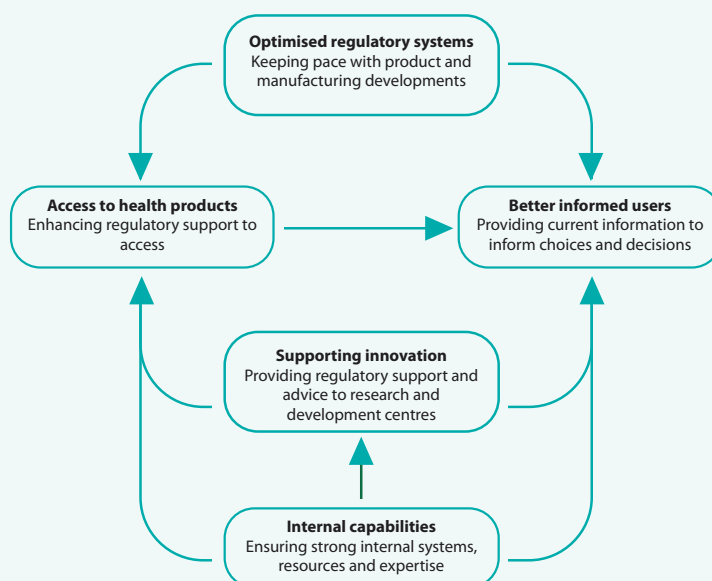 Optimised regulatory systems
Keeping pace with product and
manufacturing developments
Access to health products
Enhancing regulatory support to
access
Better informed users
Providing current information to
inform choices and decisions
Supporting innovation
Providing regulatory support and
advice to research and
development centres
Internal capabilities
Ensuring strong internal systems,
resources and expertise